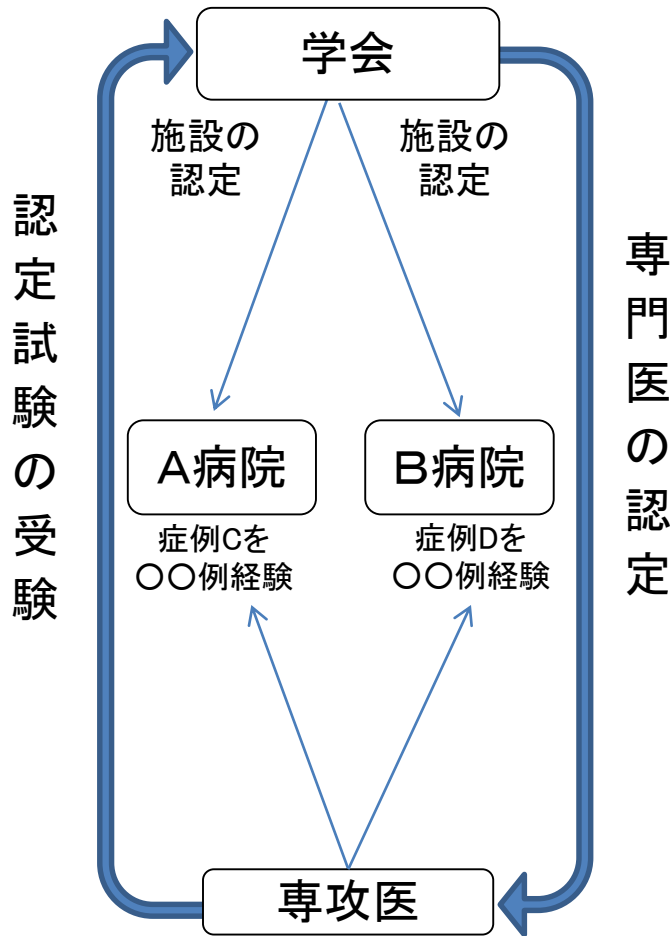 学会
施設の
認定
施設の
認定
認定試験の受験
専門医の認定
A病院
B病院
症例Cを
〇〇例経験
症例Dを
〇〇例経験
専攻医